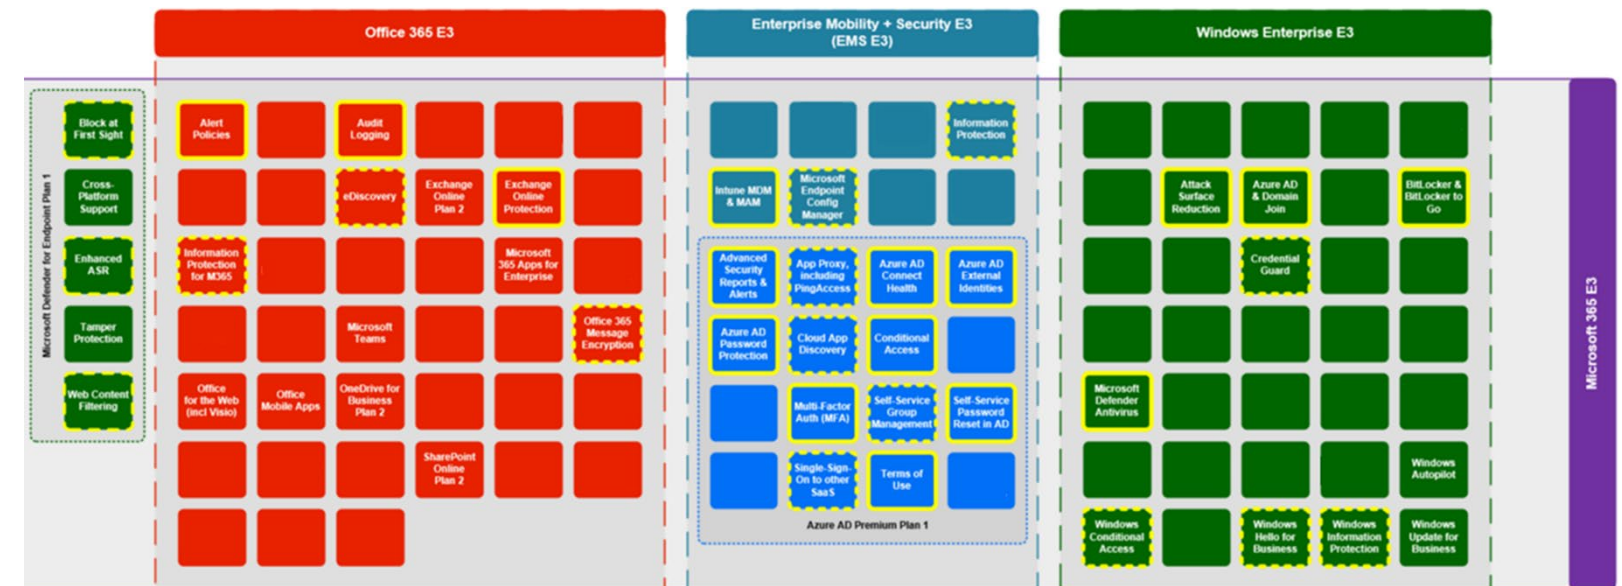 Office 365 E3
Enterprise Mobility + Security E3
(EMS E3)
Windows Enterprise E3
Microsoft 365 E3
Microsoft Defender for Endpoint Plan 1
Block at
First Sight
Cross-
Platform
Support
Enhanced
ASR
Tamper
Protection
Web Content
Filtering
Alert
Policies
Audit
Logging
eDiscovery
Exchange
Online
Plan 2
Exchange
Online
Protection
Information
Protection
for M365
Microsoft
365 Apps for
Enterprise
Microsoft
Teams
Office 365
Message
Encryption
Office
for the Web
(incl Visio)
Office
Mobile Apps
OneDrive for
Business
Plan 2
SharePoint
Online
Plan 2
Information
Protection
Intune MDM
& MAM
Microsoft
Endpoint
Config
Manager
Advanced
Security
Reports &
Alerts
App Proxy,
including
PingAccess
Azure AD
Connect
Health
Azure AD
External
Identities
Azure AD
Password
Protection
Cloud App
Discovery
Conditional
Access
Multi-Factor
Auth (MFA)
Self-Service
Group
Management
Self-Service
Password
Reset in AD
Single-Sign-
On to other
SaaS
Terms of
Use
Azure AD Premium Plan 1
Attack
Surface
Reduction
Azure AD
& Domain
Join
BitLocker &
BitLocker to
Go
Credential
Guard
Microsoft
Defender
Antivirus
Windows
Autopilot
Windows
Conditional
Access
Windows
Hello for
Business
Windows
Information
Protection
Windows
Update for
Business